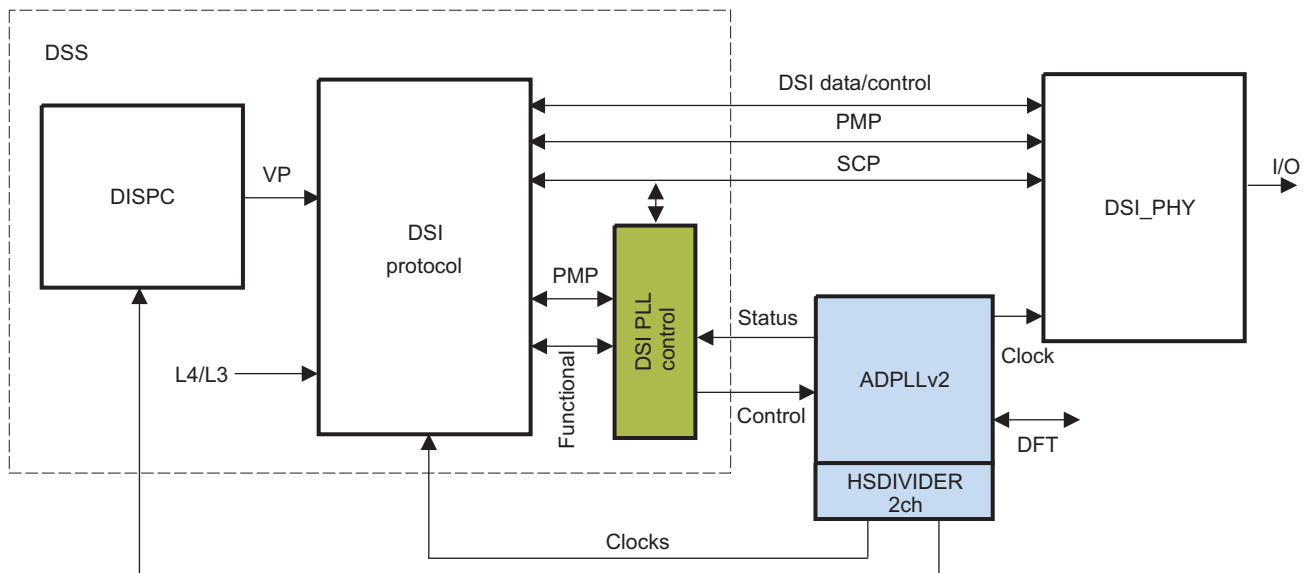 DSS
DISPC
VP
DSI
protocol
L4/L3
DSI data/control
PMP
SCP
PMP
Functional
DSI PLL
control
Status
Control
ADPLLv2
HSDIVIDER
2ch
Clock
DFT
DSI_PHY
I/O
Clocks